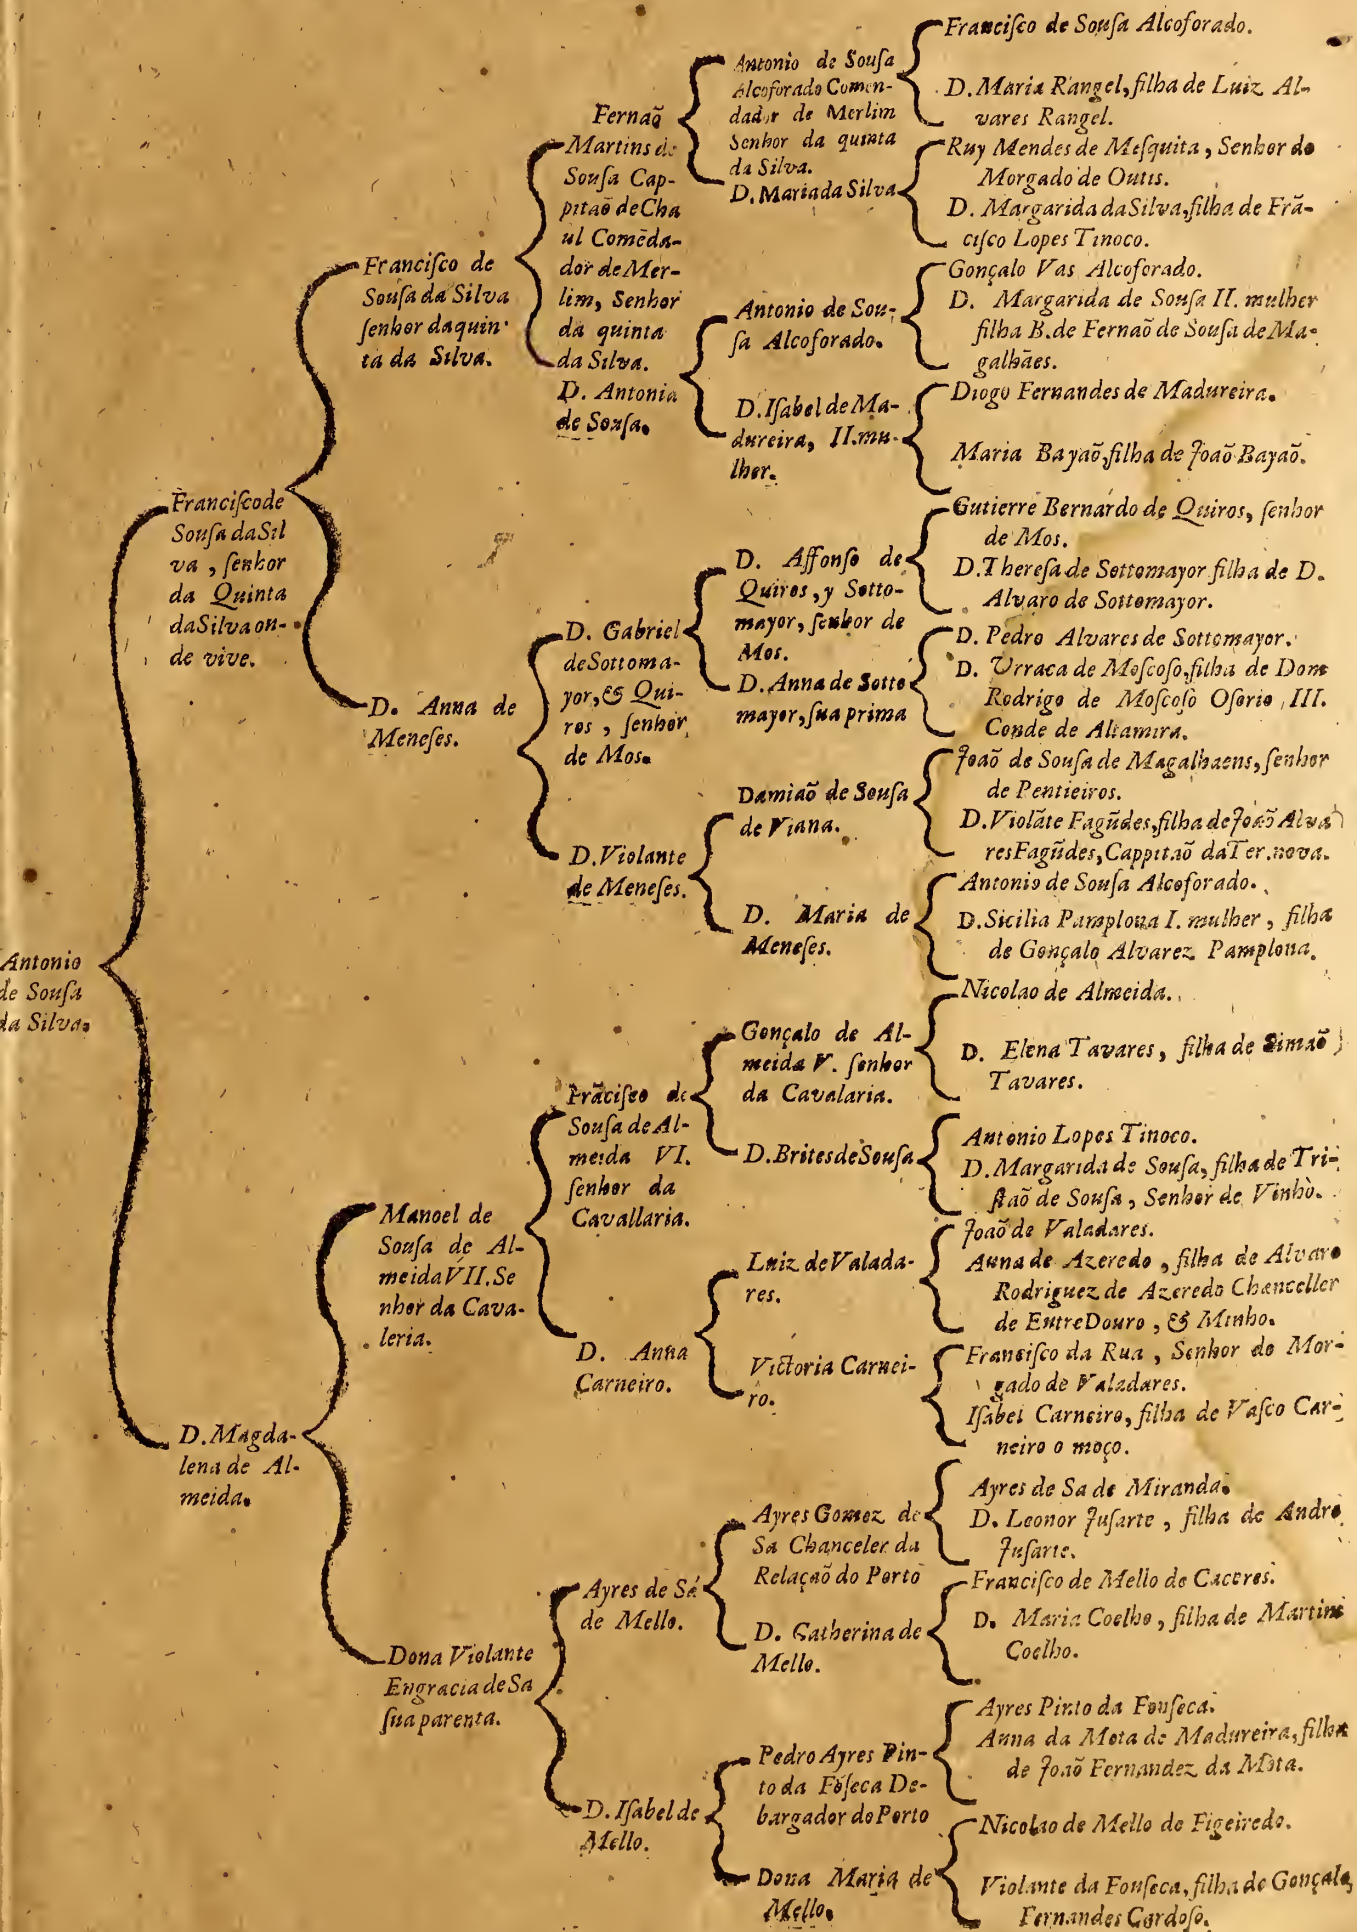 Antonio
de Souſa
da Silva.
Franciſco de
Souſa da Sil
va , ſenhor
da Quinta
da Silva on-
de vive.
D. Magda-
lena de Al-
meida.
Franciſco de
Souſa da Silva
ſenhor da quin-
ta da Silva.
D. Anna de
Meneſes.
Manoel de
Souſa de Al-
meida VII. Se
nhor da Cava-
leria.
Dona Violante
Engracia de Sa
ſua parenta.
Fernaõ
Martins de
Souſa Cap-
pitaõ de Cha
ul Comēda-
dor de Mer-
lim, Senhor
da quinta
da Silva.
D. Antonia
de Souſa.
D. Gabriel
de Sottoma-
yor, & Qui-
ros , ſenhor
de Mos.
D. Violante
de Meneſes.
Frāciſco de
Souſa de Al-
meida VI.
ſenhor da
Cavallaria.
D. Anna
Carneiro.
Ayres de Sá
de Mello.
D. Iſabel de
Mello.
Antonio de Souſa
Alcoforado Comen-
dador de Merlim
Senhor da quinta
da Silva.
D. Maria da Silva
Antonio de Sou-
ſa Alcoforado.
D. Iſabel de Ma-
dureira, II. mu-
lher.
D. Affonſo de
Quiros, y Sotto-
mayor, ſenhor de
Mos.
D. Anna de Sotto
mayor, ſua prima
Damiaõ de Souſa
de Viana.
D. Maria de
Meneſes.
Gonçalo de Al-
meida V. ſenhor
da Cavalaria.
D. Brites de Souſa
Luiz de Valada-
res.
Victoria Carnei-
ro.
Ayres Gomez de
Sa Chanceler da
Relaçaõ do Porto
D. Catherina de
Mello.
Pedro Ayres Pin-
to da Fõſeca De-
bargador do Porto
Dona Maria de
Mello.
Franciſco de Souſa Alcoforado.
D. Maria Rangel, filha de Luiz Al-
vares Rangel.
Ruy Mendes de Meſquita , Senhor do
Morgado de Outis.
D. Margarida da Silva, filha de Frā-
ciſco Lopes Tinoco.
Gonçalo Vas Alcoforado.
D. Margarida de Souſa II. mulher
filha B. de Fernaõ de Souſa de Ma-
galhães.
Diogo Fernandes de Madureira.
Maria Bayaõ, filha de Joaõ Bayaõ.
Gutierre Bernardo de Quiros, ſenhor
de Mos.
D. Thereſa de Sottomayor filha de D.
Alvaro de Sottomayor.
D. Pedro Alvares de Sottomayor.
D. Urraca de Moſcoſo, filha de Dom
Rodrigo de Moſcoſo Oſorio , III.
Conde de Altamira.
Joaõ de Souſa de Magalhaens, ſenhor
de Pentieiros.
D. Violāte Fagũdes, filha de Joaõ Alva
res Fagũdes, Cappitaõ da Ter. nova.
Antonio de Souſa Alcoforado.
D. Sicilia Pamplona I. mulher , filha
de Gonçalo Alvarez Pamplona.
Nicolao de Almeida.
D. Elena Tavares , filha de Simaõ
Tavares.
Antonio Lopes Tinoco.
D. Margarida de Souſa, filha de Tri-
ſtaõ de Souſa , Senhor de Vinhò.
Joaõ de Valadares.
Anna de Azeredo , filha de Alvaro
Rodriguez de Azeredo Chanceller
de Entre Douro , & Minho.
Franciſco da Rua , Senhor do Mor-
gado de Valadares.
Iſabel Carneiro, filha de Vaſco Car-
neiro o moço.
Ayres de Sa de Miranda.
D. Leonor Juſarte , filha de Andre
Juſarte.
Franciſco de Mello de Caceres.
D. Maria Coelho , filha de Martim
Coelho.
Ayres Pinto da Fonſeca.
Anna da Mota de Madureira, filha
de Joaõ Fernandez da Mota.
Nicolao de Mello de Figeiredo.
Violante da Fonſeca, filha de Gonçalo
Fernandes Cardoſo.